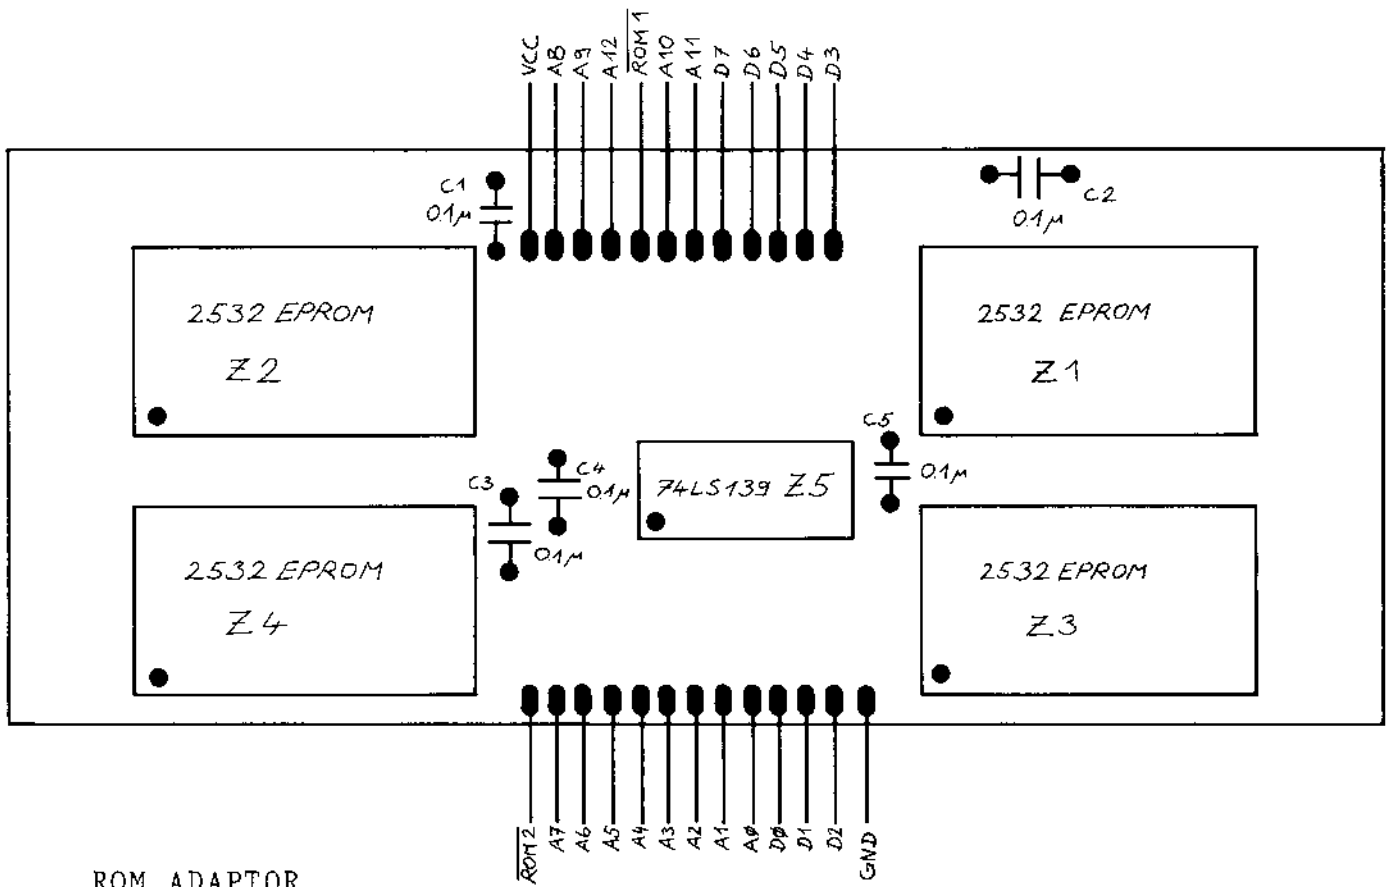 VCC
A8
A9
A12
ROM1
A10
A11
D7
D6
D5
D4
D3
C1
0.1µ
C2
0.1µ
2532 EPROM
Z2
2532 EPROM
Z1
C5
0.1µ
C4
0.1µ
74LS139 Z5
C3
0.1µ
2532 EPROM
Z4
2532 EPROM
Z3
ROM2
A7
A6
A5
A4
A3
A2
A1
AØ
DØ
D1
D2
GND
ROM ADAPTOR